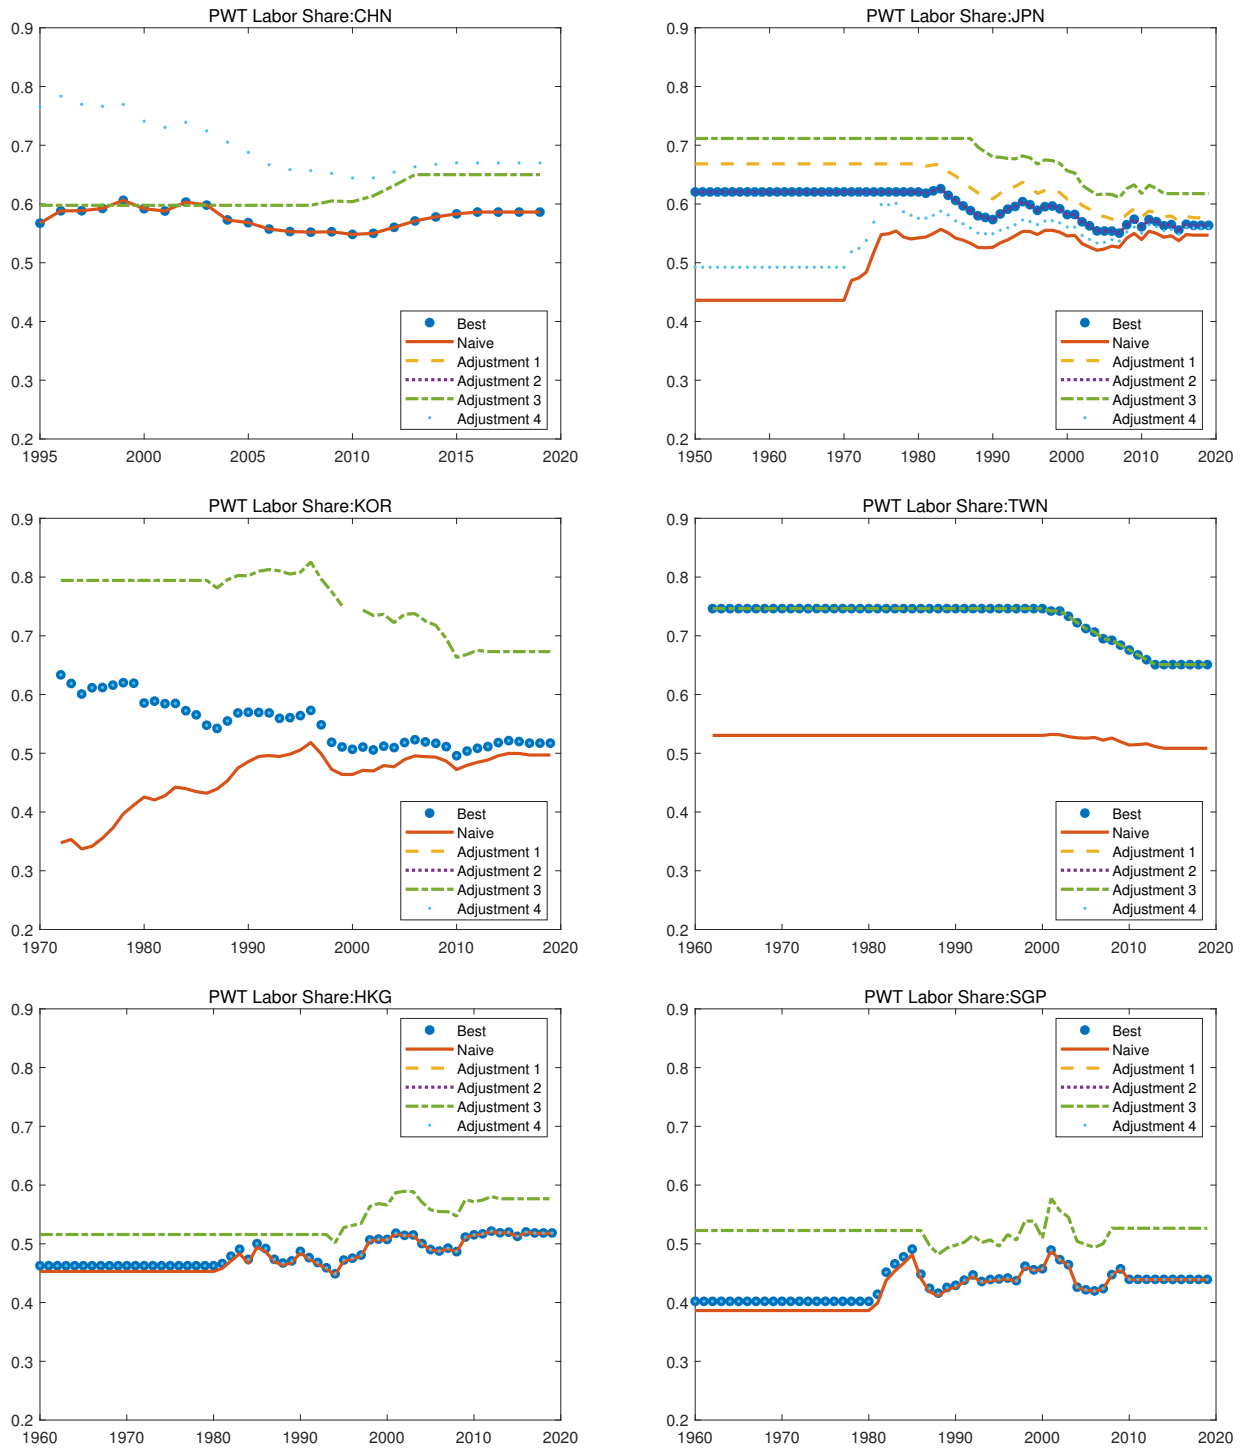 PWT Labor Share:CHN
0.9
0.8
0.7
0.6
0.5
0.4
0.3
0.2
1995 2000 2005 2010 2015 2020
Best
Naive
Adjustment 1
Adjustment 2
Adjustment 3
Adjustment 4
PWT Labor Share:JPN
0.9
0.8
0.7
0.6
0.5
0.4
0.3
0.2
1950 1960 1970 1980 1990 2000 2010 2020
Best
Naive
Adjustment 1
Adjustment 2
Adjustment 3
Adjustment 4
PWT Labor Share:KOR
0.9
0.8
0.7
0.6
0.5
0.4
0.3
0.2
1970 1980 1990 2000 2010 2020
Best
Naive
Adjustment 1
Adjustment 2
Adjustment 3
Adjustment 4
PWT Labor Share:TWN
0.9
0.8
0.7
0.6
0.5
0.4
0.3
0.2
1960 1970 1980 1990 2000 2010 2020
Best
Naive
Adjustment 1
Adjustment 2
Adjustment 3
Adjustment 4
PWT Labor Share:HKG
0.9
0.8
0.7
0.6
0.5
0.4
0.3
0.2
1960 1970 1980 1990 2000 2010 2020
Best
Naive
Adjustment 1
Adjustment 2
Adjustment 3
Adjustment 4
PWT Labor Share:SGP
0.9
0.8
0.7
0.6
0.5
0.4
0.3
0.2
1960 1970 1980 1990 2000 2010 2020
Best
Naive
Adjustment 1
Adjustment 2
Adjustment 3
Adjustment 4